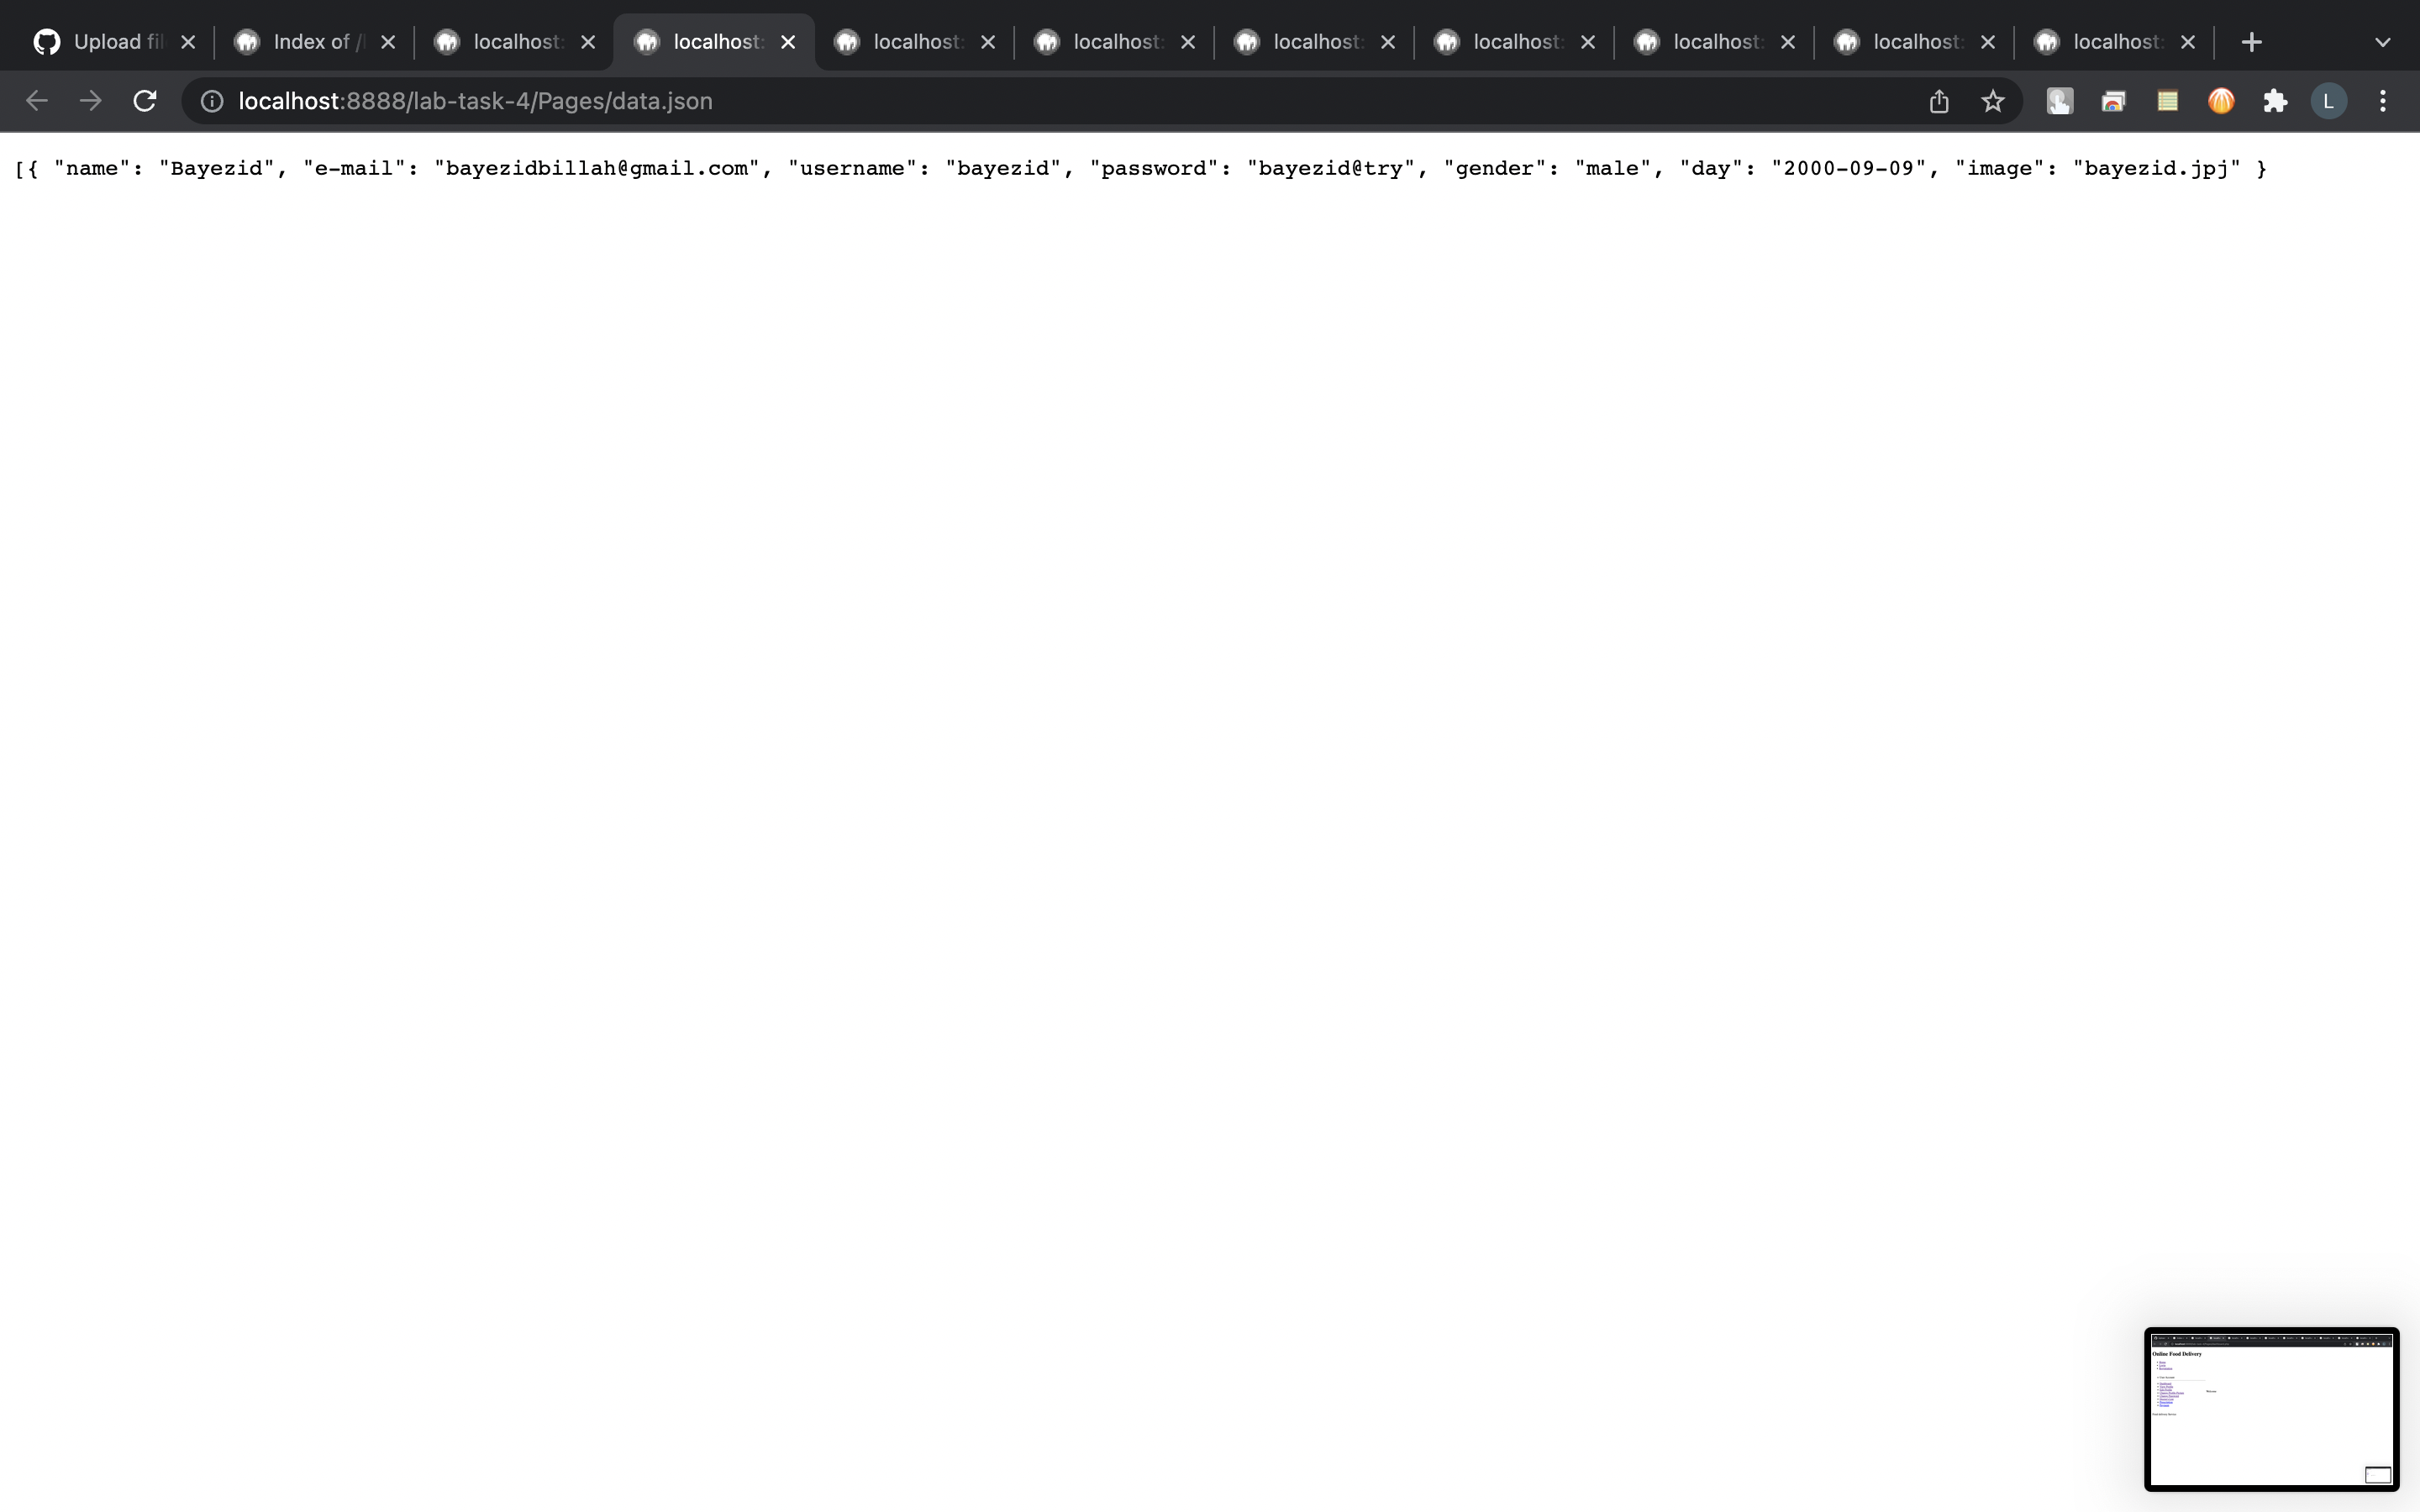 Upload fil
Index of /l
localhost:
localhost:
localhost:
localhost:
localhost:
localhost:
localhost:
localhost:
localhost:
localhost:8888/lab-task-4/Pages/data.json
L
[{ "name": "Bayezid", "e-mail": "bayezidbillah@gmail.com", "username": "bayezid", "password": "bayezid@try", "gender": "male", "day": "2000-09-09", "image": "bayezid.jpj" }
Online Food Delivery